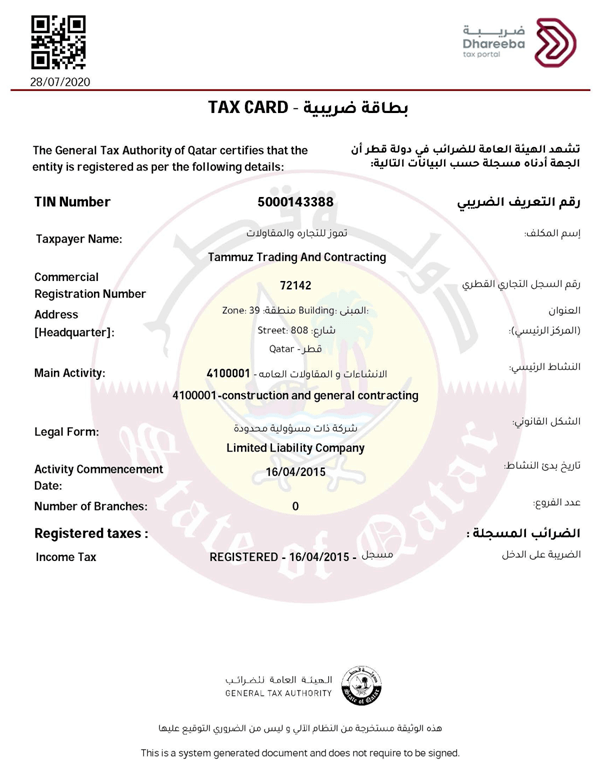 ضريبة
Dhareeba
tax portal
28/07/2020
TAX CARD - بطاقة ضريبية
The General Tax Authority of Qatar certifies that the
entity is registered as per the following details:
تشهد الهيئة العامة للضرائب في دولة قطر أن
الجهة أدناه مسجلة حسب البيانات التالية:
TIN Number 5000143388 رقم التعريف الضريبي
Taxpayer Name: تموز للتجاره والمقاولات إسم المكلف:
Tammuz Trading And Contracting
Commercial
Registration Number 72142 رقم السجل التجاري القطري
Address Zone: 39 منطقة: Building: المبنى: العنوان
[Headquarter]: Street: 808 شارع: (المركز الرئيسي):
Qatar - قطر
Main Activity: 4100001 - الانشاءات و المقاولات العامه النشاط الرئيسي:
4100001-construction and general contracting
Legal Form: شركة ذات مسؤولية محدودة الشكل القانوني:
Limited Liability Company
Activity Commencement
Date: 16/04/2015 تاريخ بدئ النشاط:
Number of Branches: 0 عدد الفروع:
Registered taxes : الضرائب المسجلة :
Income Tax REGISTERED - 16/04/2015 - مسجل الضريبة على الدخل
دولة قطر
State of Qatar
الهيئة العامة للضرائب
GENERAL TAX AUTHORITY
هذه الوثيقة مستخرجة من النظام الآلي و ليس من الضروري التوقيع عليها
This is a system generated document and does not require to be signed.